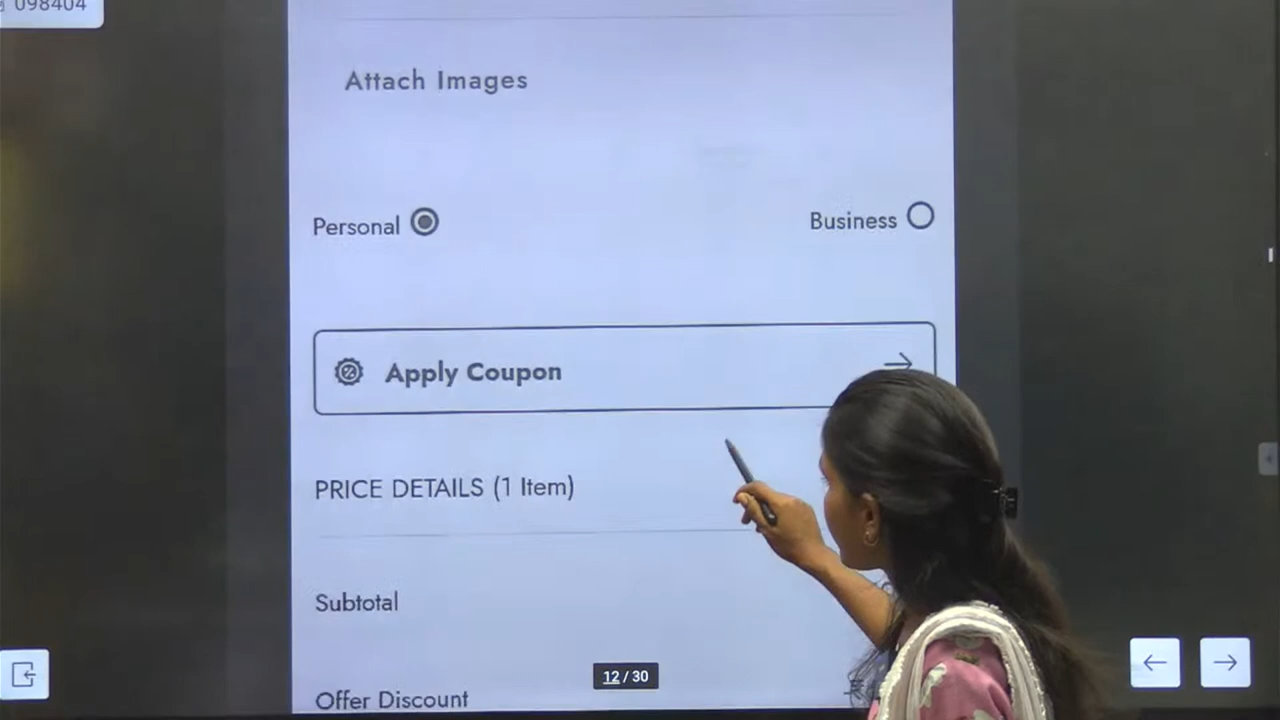 098404
Attach Images
Personal
Business
Apply Coupon
PRICE DETAILS (1 Item)
Subtotal
12 / 30
Offer Discount